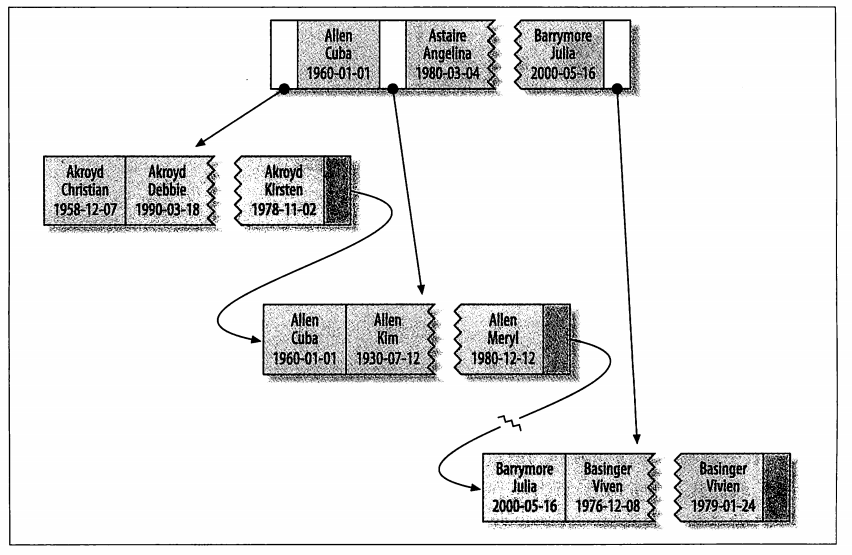 Allen
Cuba
1960-01-01
Astaire
Angelina
1980-03-04
Barrymore
Julia
2000-05-16
Akroyd
Christian
1958-12-07
Akroyd
Debbie
1990-03-18
Akroyd
Kirsten
1978-11-02
Allen
Cuba
1960-01-01
Allen
Kim
1930-07-12
Allen
Meryl
1980-12-12
Barrymore
Julia
2000-05-16
Basinger
Viven
1976-12-08
Basinger
Vivien
1979-01-24